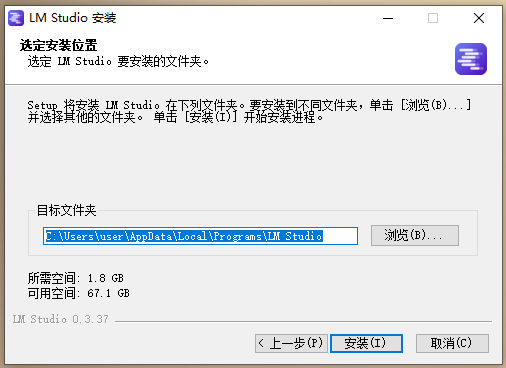 LM Studio 安装
选定安装位置
选定 LM Studio 要安装的文件夹。
Setup 将安装 LM Studio 在下列文件夹。要安装到不同文件夹，单击 [浏览(B)...]
并选择其他的文件夹。 单击 [安装(I)] 开始安装进程。
目标文件夹
C:\Users\user\AppData\Local\Programs\LM Studio
浏览(B)...
所需空间: 1.8 GB
可用空间: 67.1 GB
LM Studio 0.3.37
< 上一步(P)
安装(I)
取消(C)